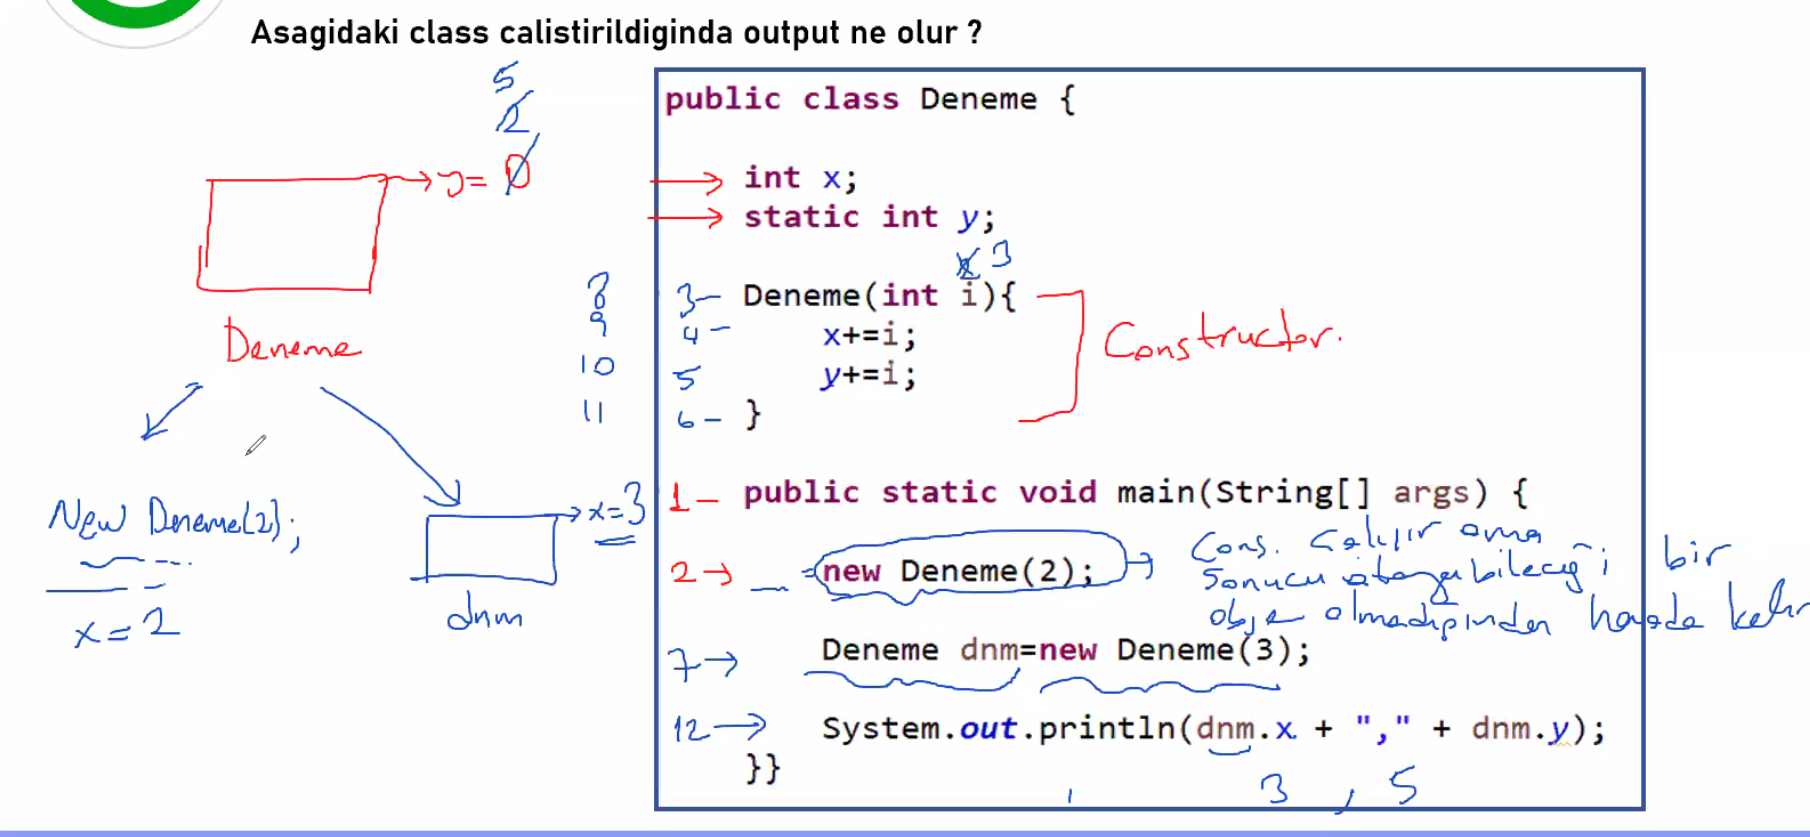 Asagidaki class calistirildiginda output ne olur ?
5
2
y= 0
Deneme
New Deneme(2);
x=2
x=3
dnm
public class Deneme {
int x;
static int y;
3
8 3- Deneme(int i){
9 4- x+=i;
10 5 y+=i;
11 6- }
Constructor.
1- public static void main(String[] args) {
2→ new Deneme(2);
Cons. Calışır ama
Sonucu atayabileceği bir
obje olmadığından havada kalır
7→ Deneme dnm=new Deneme(3);
12→ System.out.println(dnm.x + "," + dnm.y);
}}
3 , 5